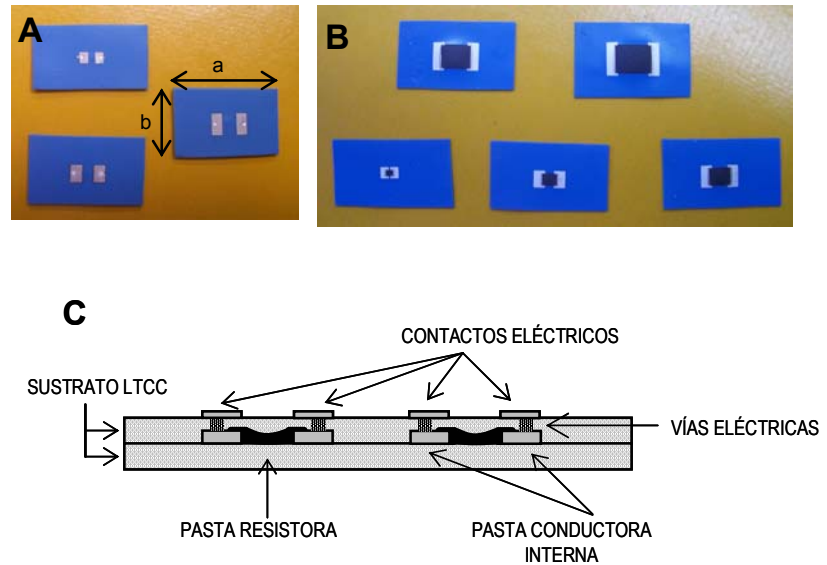 A
a
b
B
C
CONTACTOS ELÉCTRICOS
SUSTRATO LTCC
VÍAS ELÉCTRICAS
PASTA RESISTORA
PASTA CONDUCTORA
INTERNA